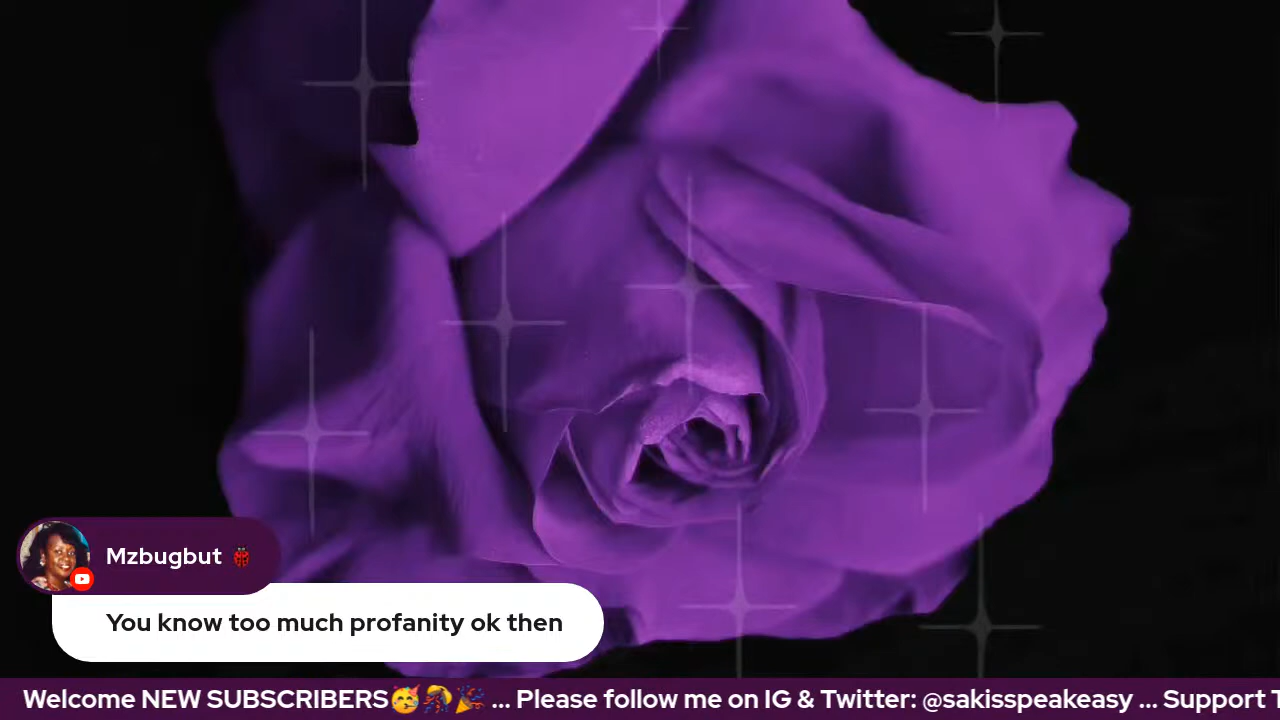 Mzbugbut 🐞
You know too much profanity ok then
Welcome NEW SUBSCRIBERS🥳🎊🎉 ... Please follow me on IG & Twitter: @sakisspeakeasy ... Support